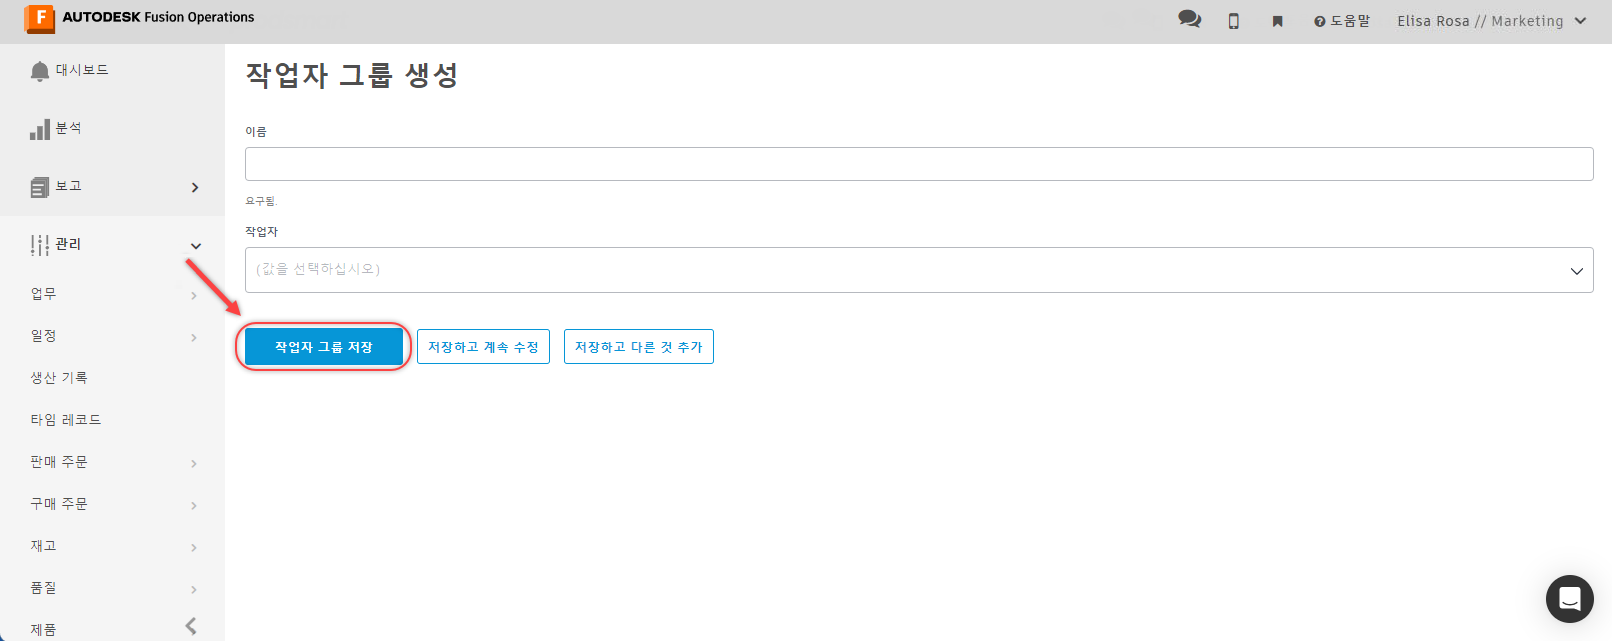 F AUTODESK Fusion Operations
도움말
Elisa Rosa // Marketing
대시보드
분석
보고
관리
업무
일정
생산 기록
타임 레코드
판매 주문
구매 주문
재고
품질
제품
작업자 그룹 생성
이름
요구됨.
작업자
(값을 선택하십시오)
작업자 그룹 저장
저장하고 계속 수정
저장하고 다른 것 추가